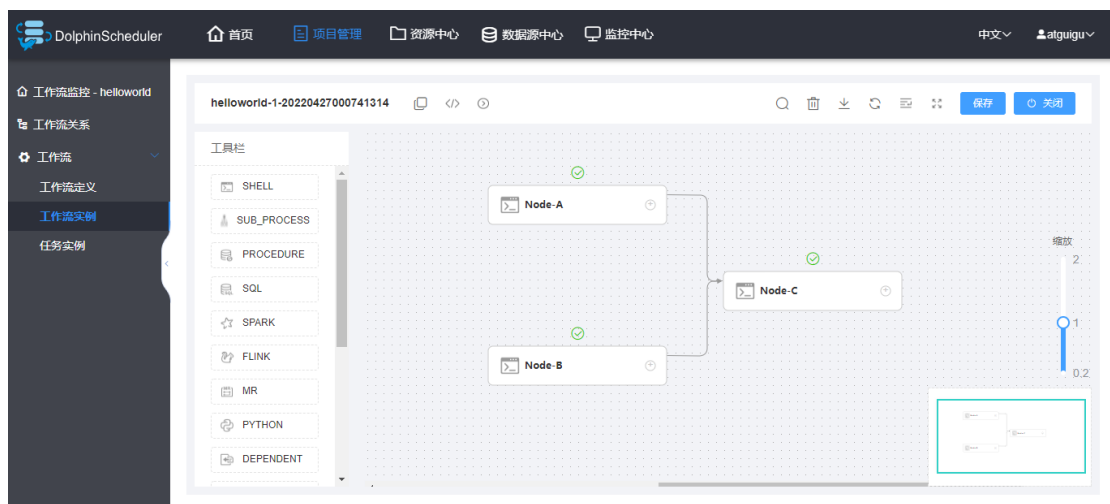 DolphinScheduler 首页 项目管理 资源中心 数据源中心 监控中心 中文 atguigu
工作流监控 - helloworld
工作流关系
工作流
工作流定义
工作流实例
任务实例
helloworld-1-20220427000741314 保存 关闭
工具栏
SHELL
SUB_PROCESS
PROCEDURE
SQL
SPARK
FLINK
MR
PYTHON
DEPENDENT
Node-A
Node-C
Node-B
缩放
2
1
0.2